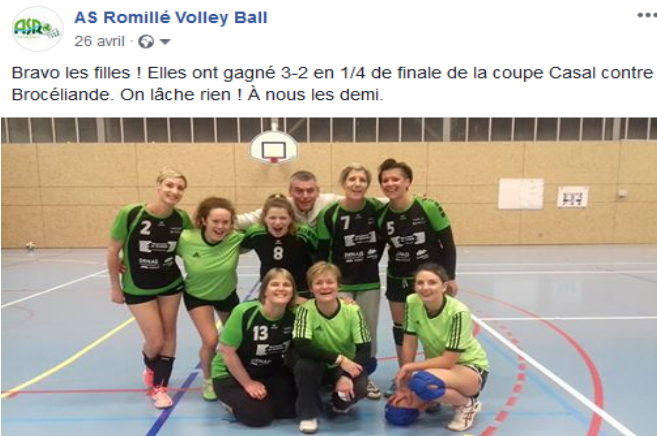 ASR
AS Romillé Volley Ball
26 avril
Bravo les filles ! Elles ont gagné 3-2 en 1/4 de finale de la coupe Casal contre
Brocéliande. On lâche rien ! À nous les demi.
2
8
7
5
13